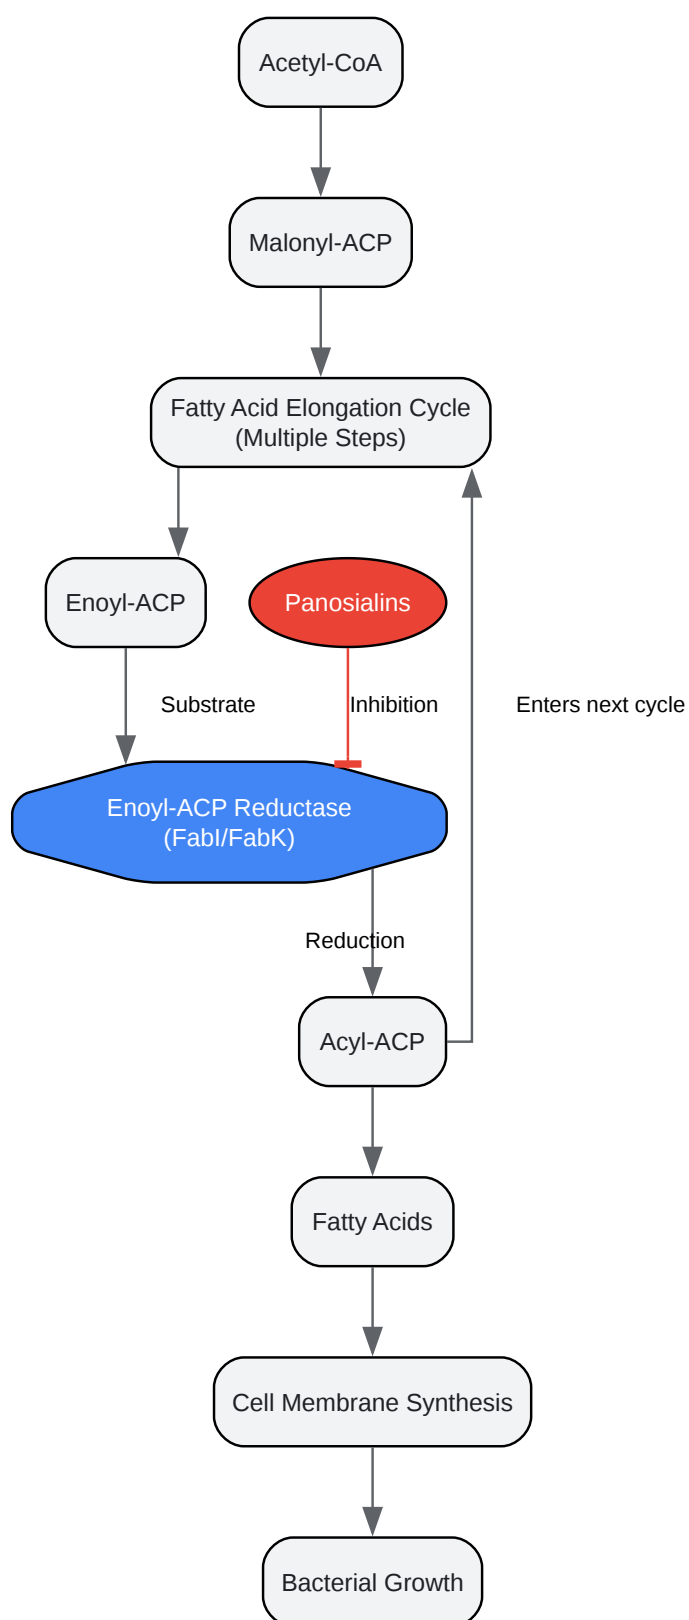 Acetyl-CoA
Malonyl-ACP
Fatty Acid Elongation Cycle
(Multiple Steps)
Enoyl-ACP
Panosialins
Substrate
Inhibition
Enters next cycle
Enoyl-ACP Reductase
(FabI/FabK)
Reduction
Acyl-ACP
Fatty Acids
Cell Membrane Synthesis
Bacterial Growth